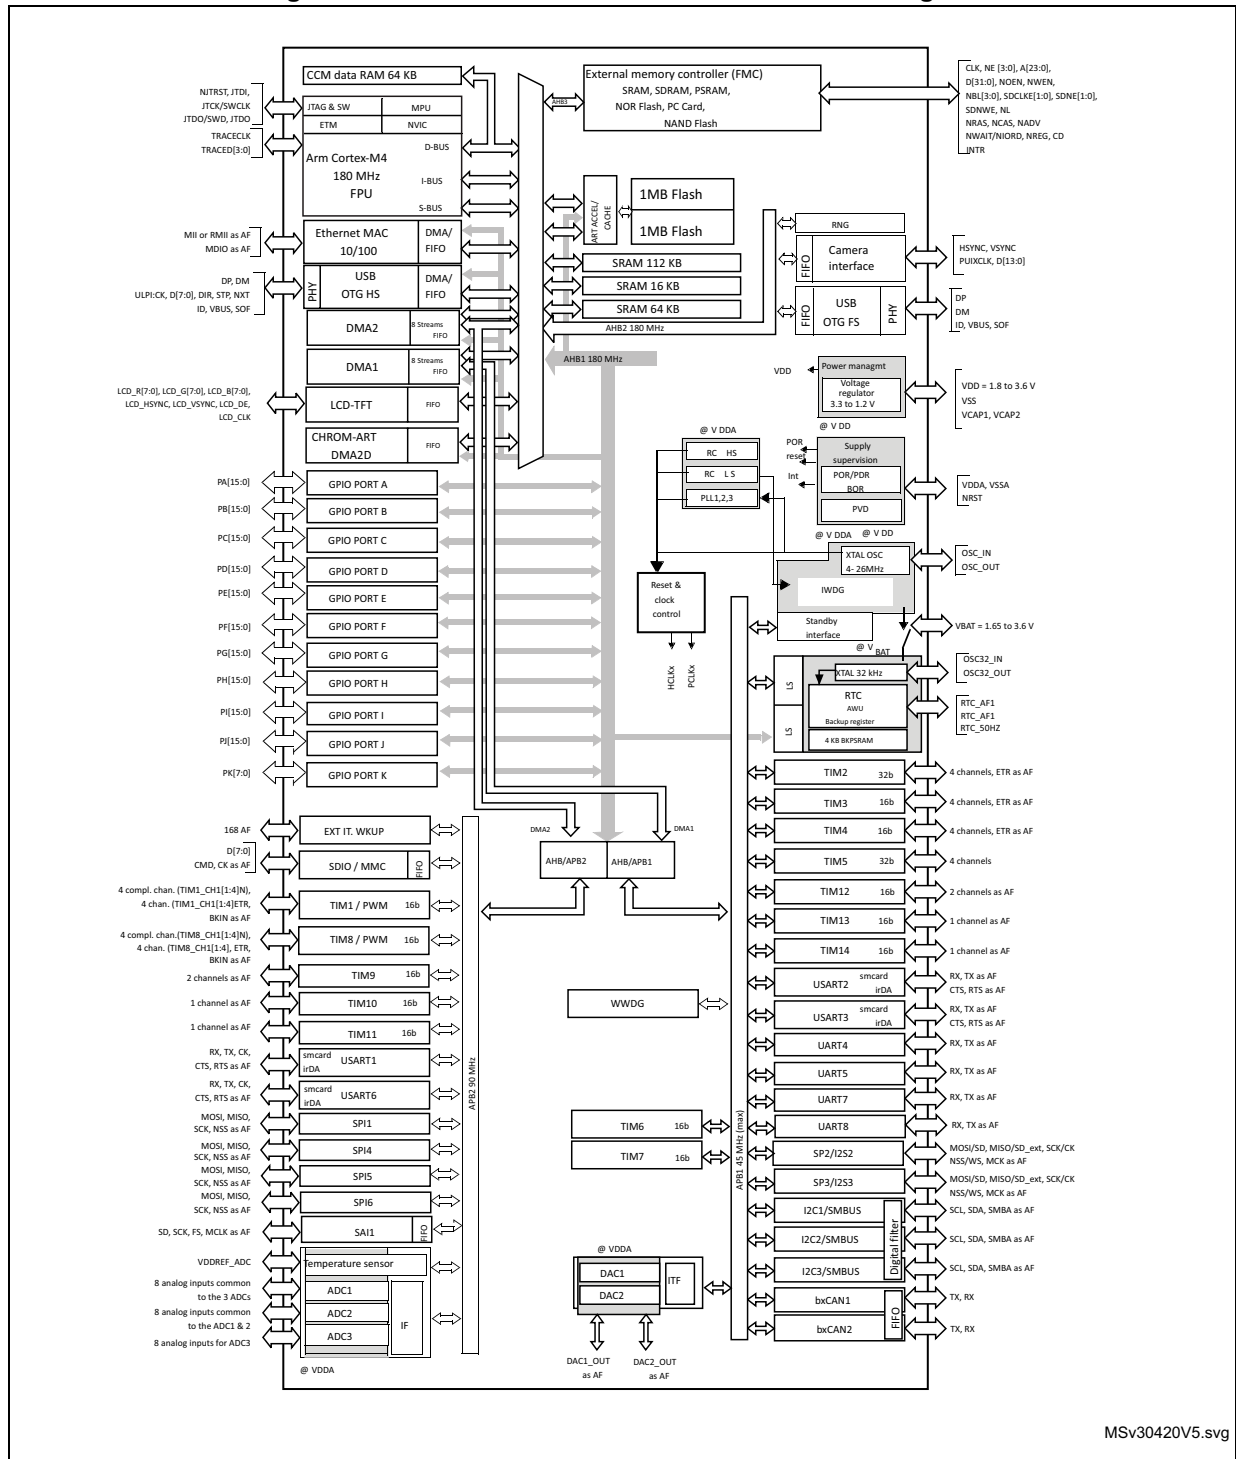 CCM data RAM 64 KB
External memory controller (FMC)
SRAM, SDRAM, PSRAM,
NOR Flash, PC Card,
NAND Flash
AHB3
CLK, NE [3:0], A[23:0],
D[31:0], NOEN, NWEN,
NBL[3:0], SDCLKE[1:0], SDNE[1:0],
SDNWE, NL
NRAS, NCAS, NADV
NWAIT/NIORD, NREG, CD
INTR
NJTRST, JTDI,
JTCK/SWCLK
JTDO/SWD, JTDO
TRACECLK
TRACED[3:0]
JTAG & SW
MPU
ETM
NVIC
Arm Cortex-M4
180 MHz
FPU
D-BUS
I-BUS
S-BUS
ART ACCEL/
CACHE
1MB Flash
1MB Flash
SRAM 112 KB
SRAM 16 KB
SRAM 64 KB
AHB2 180 MHz
AHB1 180 MHz
MII or RMII as AF
MDIO as AF
Ethernet MAC
10/100
DMA/
FIFO
DP, DM
ULPI:CK, D[7:0], DIR, STP, NXT
ID, VBUS, SOF
PHY
USB
OTG HS
DMA/
FIFO
DMA2
8 Streams
FIFO
DMA1
8 Streams
FIFO
LCD_R[7:0], LCD_G[7:0], LCD_B[7:0],
LCD_HSYNC, LCD_VSYNC, LCD_DE,
LCD_CLK
LCD-TFT
FIFO
CHROM-ART
DMA2D
FIFO
RNG
FIFO
Camera
interface
HSYNC, VSYNC
PUIXCLK, D[13:0]
FIFO
USB
OTG FS
PHY
DP
DM
ID, VBUS, SOF
VDD
Power managmt
Voltage
regulator
3.3 to 1.2 V
VDD = 1.8 to 3.6 V
VSS
VCAP1, VCAP2
@ V DD
@ V DDA
RC HS
RC L S
PLL1,2,3
POR
reset
Int
Supply
supervision
POR/PDR
BOR
PVD
VDDA, VSSA
NRST
@ V DDA
@ V DD
XTAL OSC
4- 26MHz
OSC_IN
OSC_OUT
IWDG
Reset &
clock
control
HCLKx
PCLKx
Standby
interface
VBAT = 1.65 to 3.6 V
@ V BAT
LS
LS
XTAL 32 kHz
OSC32_IN
OSC32_OUT
RTC
AWU
Backup register
4 KB BKPSRAM
RTC_AF1
RTC_AF1
RTC_50HZ
PA[15:0]
GPIO PORT A
PB[15:0]
GPIO PORT B
PC[15:0]
GPIO PORT C
PD[15:0]
GPIO PORT D
PE[15:0]
GPIO PORT E
PF[15:0]
GPIO PORT F
PG[15:0]
GPIO PORT G
PH[15:0]
GPIO PORT H
PI[15:0]
GPIO PORT I
PJ[15:0]
GPIO PORT J
PK[7:0]
GPIO PORT K
DMA2
DMA1
AHB/APB2
AHB/APB1
168 AF
EXT IT. WKUP
D[7:0]
CMD, CK as AF
SDIO / MMC
FIFO
4 compl. chan. (TIM1_CH1[1:4]N),
4 chan. (TIM1_CH1[1:4]ETR,
BKIN as AF
TIM1 / PWM
16b
4 compl. chan.(TIM8_CH1[1:4]N),
4 chan. (TIM8_CH1[1:4], ETR,
BKIN as AF
TIM8 / PWM
16b
2 channels as AF
TIM9
16b
1 channel as AF
TIM10
16b
1 channel as AF
TIM11
16b
RX, TX, CK,
CTS, RTS as AF
smcard
irDA
USART1
RX, TX, CK,
CTS, RTS as AF
smcard
irDA
USART6
MOSI, MISO,
SCK, NSS as AF
SPI1
MOSI, MISO,
SCK, NSS as AF
SPI4
MOSI, MISO,
SCK, NSS as AF
SPI5
MOSI, MISO,
SCK, NSS as AF
SPI6
SD, SCK, FS, MCLK as AF
SAI1
FIFO
APB2 90 MHz
VDDREF_ADC
Temperature sensor
8 analog inputs common
to the 3 ADCs
ADC1
8 analog inputs common
to the ADC1 & 2
ADC2
8 analog inputs for ADC3
ADC3
IF
@ VDDA
WWDG
TIM6
16b
TIM7
16b
APB1 45 MHz (max)
@ VDDA
DAC1
DAC2
ITF
DAC1_OUT
as AF
DAC2_OUT
as AF
TIM2
32b
4 channels, ETR as AF
TIM3
16b
4 channels, ETR as AF
TIM4
16b
4 channels, ETR as AF
TIM5
32b
4 channels
TIM12
16b
2 channels as AF
TIM13
16b
1 channel as AF
TIM14
16b
1 channel as AF
USART2
smcard
irDA
RX, TX as AF
CTS, RTS as AF
USART3
smcard
irDA
RX, TX as AF
CTS, RTS as AF
UART4
RX, TX as AF
UART5
RX, TX as AF
UART7
RX, TX as AF
UART8
RX, TX as AF
SP2/I2S2
MOSI/SD, MISO/SD_ext, SCK/CK
NSS/WS, MCK as AF
SP3/I2S3
MOSI/SD, MISO/SD_ext, SCK/CK
NSS/WS, MCK as AF
I2C1/SMBUS
SCL, SDA, SMBA as AF
I2C2/SMBUS
SCL, SDA, SMBA as AF
I2C3/SMBUS
SCL, SDA, SMBA as AF
Digital filter
bxCAN1
TX, RX
bxCAN2
TX, RX
FIFO
MSv30420V5.svg